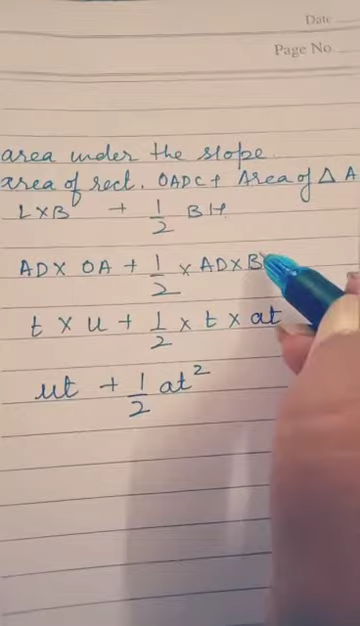 Date
Page No.
area under the slope
area of rect. OADC + Area of △ A
L×B + 1/2 BH
AD× OA + 1/2 × AD×B
t × u + 1/2 × t × at
ut + 1/2 at²